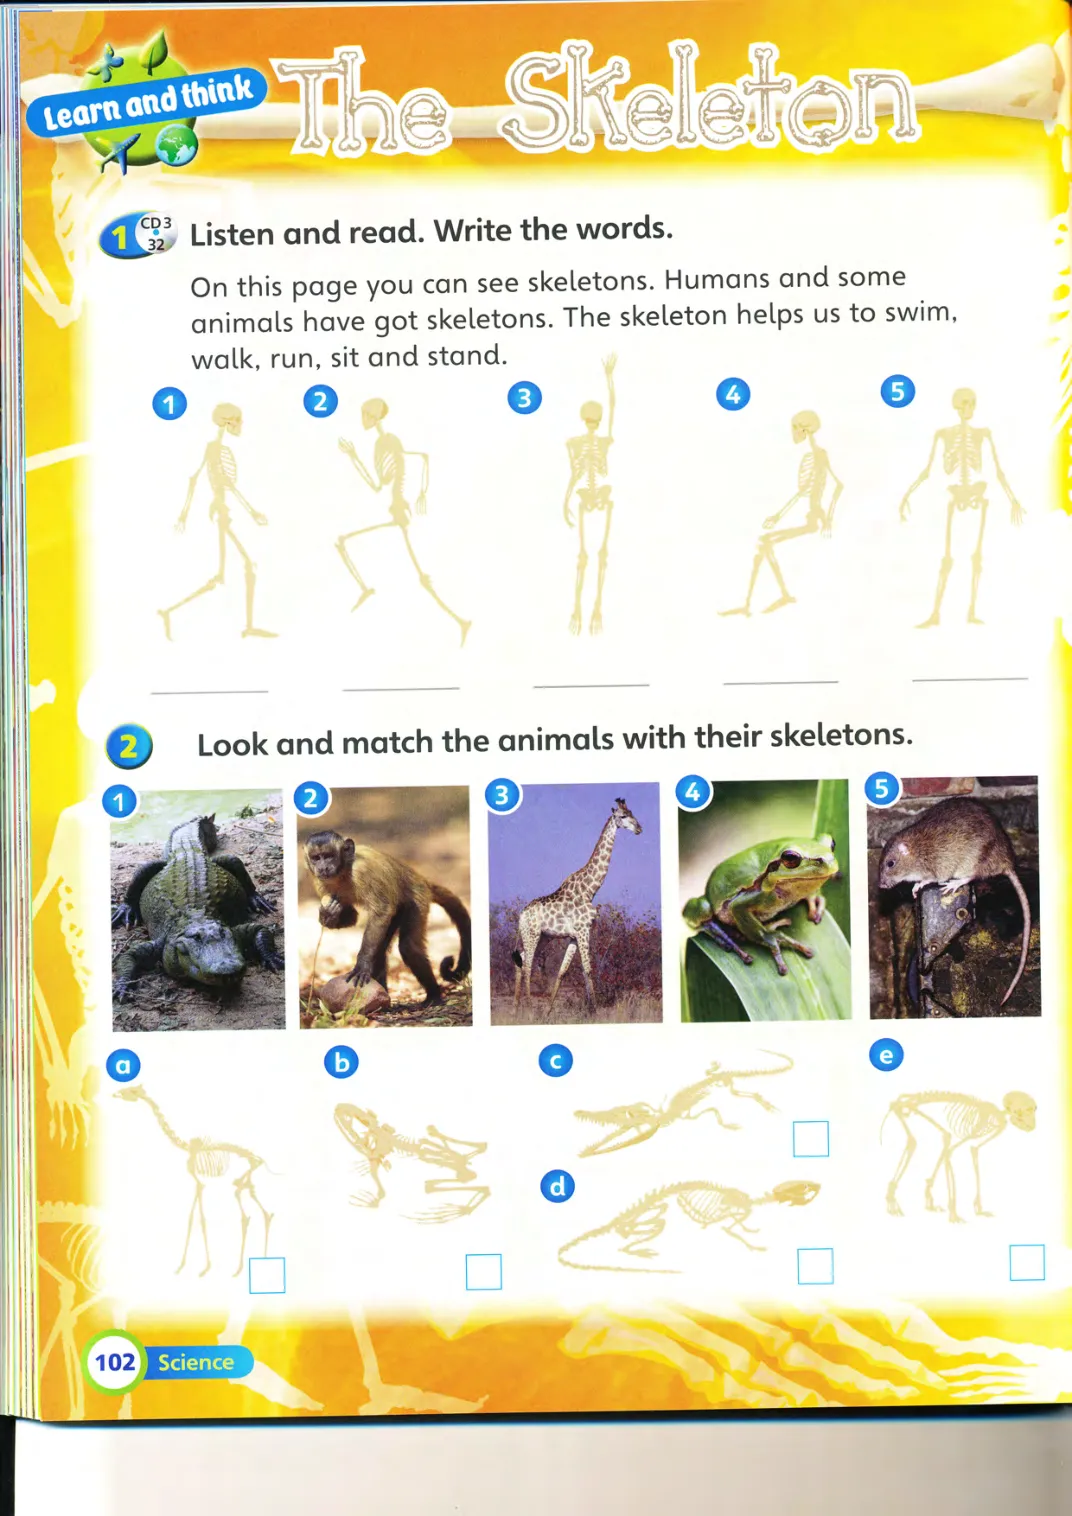 Learn and think
The Skeleton
1 CD 3
32
Listen and read. Write the words.
On this page you can see skeletons. Humans and some
animals have got skeletons. The skeleton helps us to swim,
walk, run, sit and stand.
1 2 3 4 5
2 Look and match the animals with their skeletons.
1 2 3 4 5
a b c e
d
102 Science